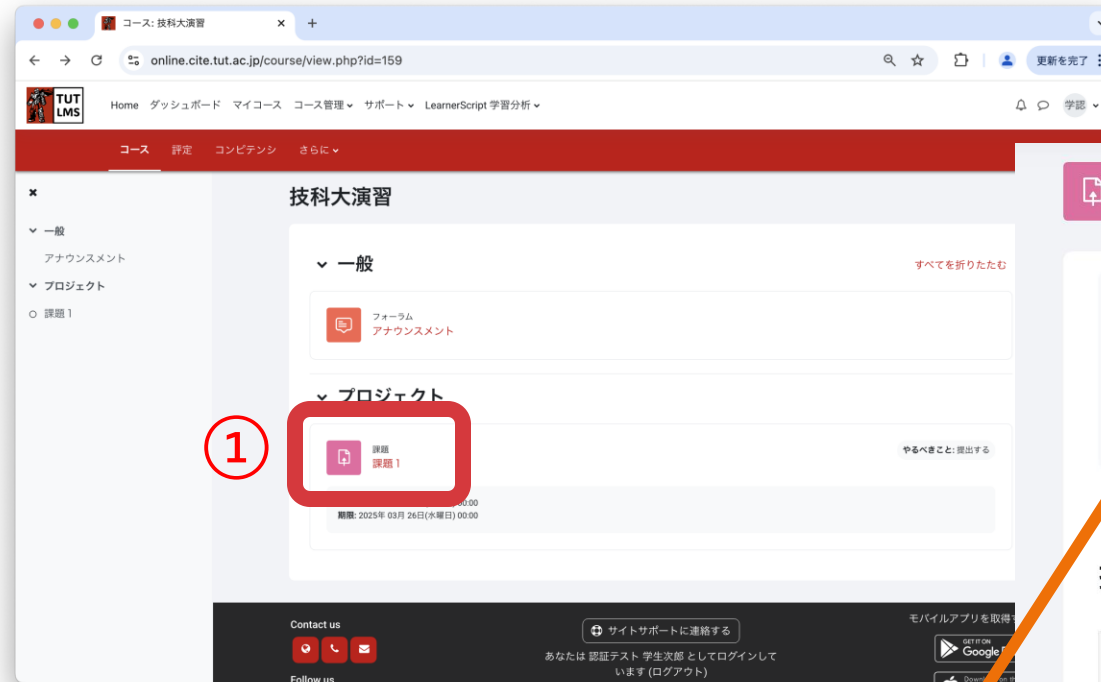 コース: 技科大演習
online.cite.tut.ac.jp/course/view.php?id=159
更新を完了
TUT LMS
Home ダッシュボード マイコース コース管理 サポート LearnerScript 学習分析
学認
コース 評定 コンピテンシ さらに
一般
アナウンスメント
プロジェクト
課題 1
技科大演習
一般
すべてを折りたたむ
フォーラム
アナウンスメント
プロジェクト
①
課題
課題 1
やるべきこと: 提出する
00:00
期限: 2025年 03月 26日(水曜日) 00:00
Contact us
Follow us
サイトサポートに連絡する
あなたは 認証テスト 学生次郎 としてログインして
います (ログアウト)
モバイルアプリを取得
GET IT ON
Google
Download on